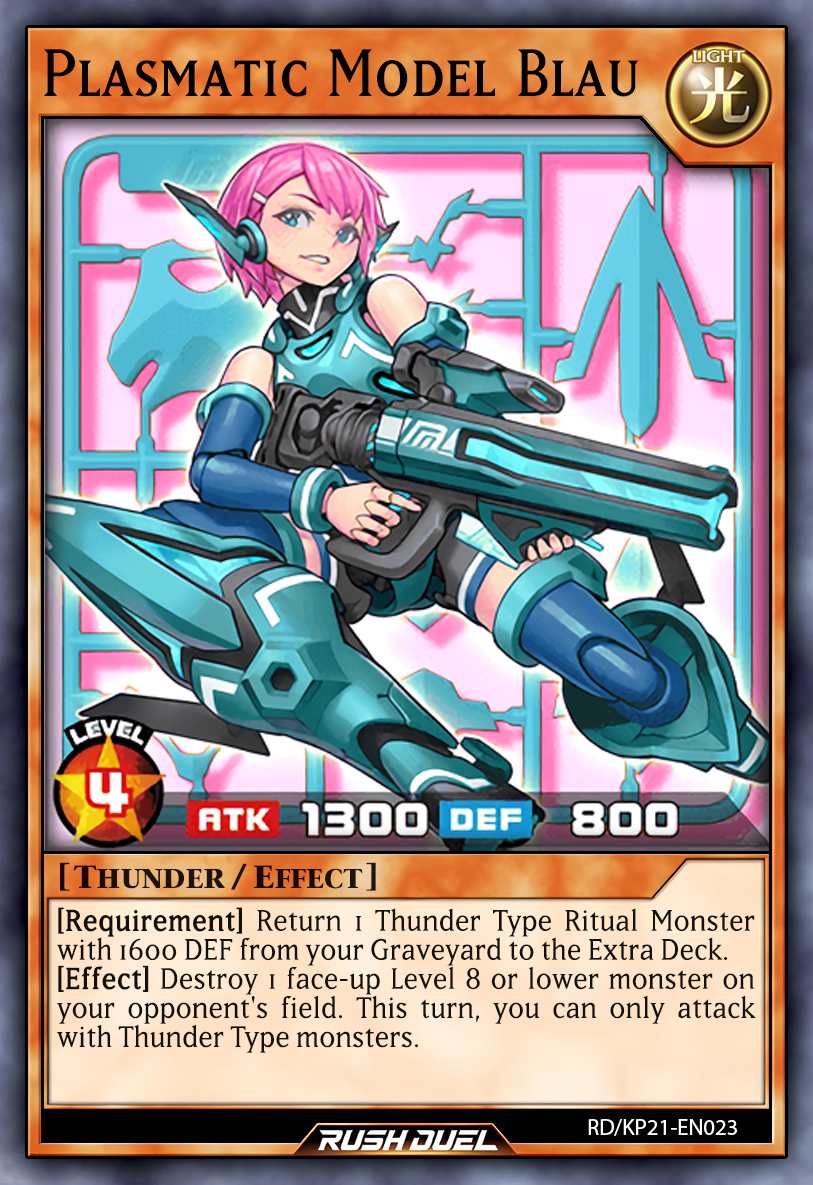 Plasmatic Model Blau
LIGHT
光
LEVEL
4
ATK 1300 DEF 800
[Thunder / Effect]
[Requirement] Return 1 Thunder Type Ritual Monster
with 1600 DEF from your Graveyard to the Extra Deck.
[Effect] Destroy 1 face-up Level 8 or lower monster on
your opponent's field. This turn, you can only attack
with Thunder Type monsters.
RD/KP21-EN023
RUSH DUEL